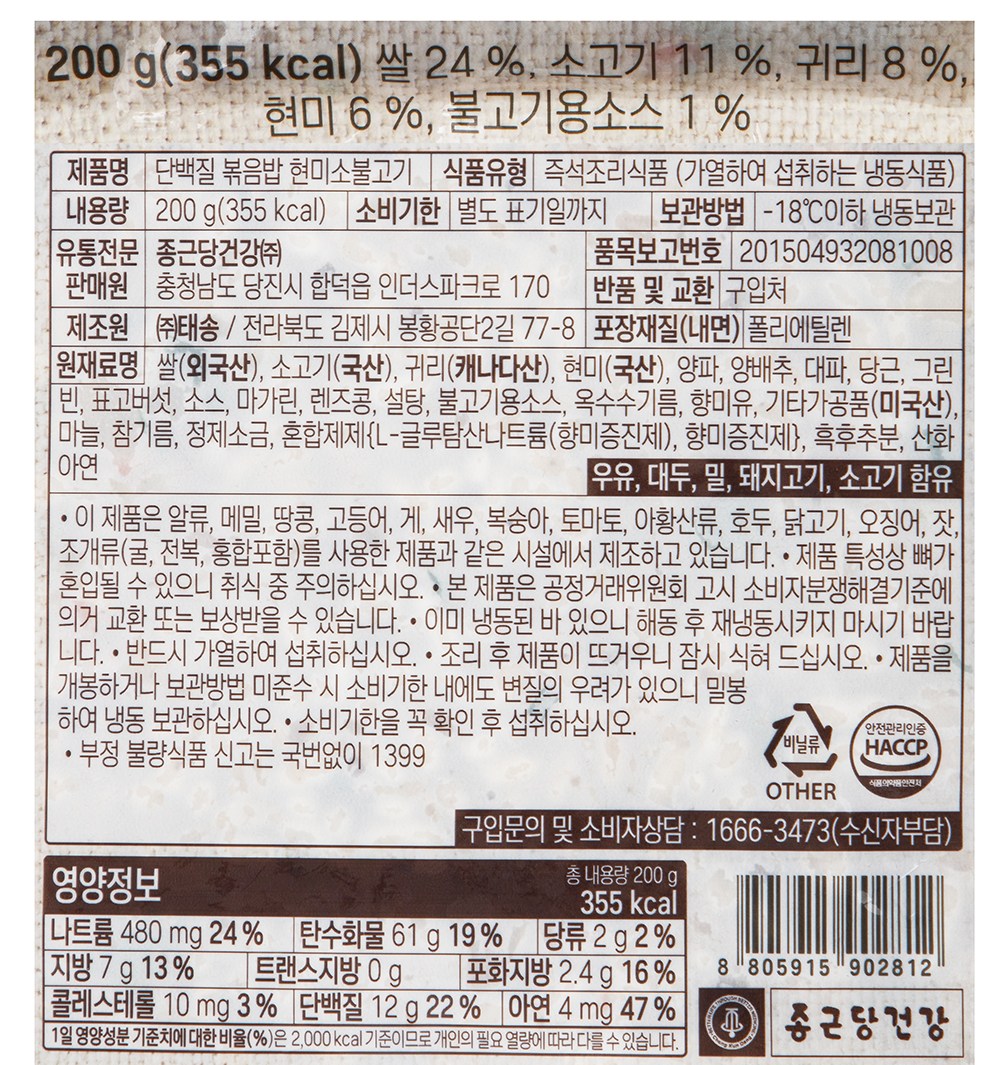 200 g(355 kcal) 쌀 24 %, 소고기 11 %, 귀리 8 %,
현미 6 %, 불고기용소스 1 %
제품명 단백질 볶음밥 현미소불고기 식품유형 즉석조리식품 (가열하여 섭취하는 냉동식품)
내용량 200 g(355 kcal) 소비기한 별도 표기일까지 보관방법 -18℃이하 냉동보관
유통전문 종근당건강㈜ 품목보고번호 201504932081008
판매원 충청남도 당진시 합덕읍 인더스파크로 170 반품 및 교환 구입처
제조원 ㈜태송 / 전라북도 김제시 봉황공단2길 77-8 포장재질(내면) 폴리에틸렌
원재료명 쌀(외국산), 소고기(국산), 귀리(캐나다산), 현미(국산), 양파, 양배추, 대파, 당근, 그린
빈, 표고버섯, 소스, 마가린, 렌즈콩, 설탕, 불고기용소스, 옥수수기름, 향미유, 기타가공품(미국산),
마늘, 참기름, 정제소금, 혼합제제{L-글루탐산나트륨(향미증진제), 향미증진제}, 흑후추분, 산화
아연
우유, 대두, 밀, 돼지고기, 소고기 함유
• 이 제품은 알류, 메밀, 땅콩, 고등어, 게, 새우, 복숭아, 토마토, 아황산류, 호두, 닭고기, 오징어, 잣,
조개류(굴, 전복, 홍합포함)를 사용한 제품과 같은 시설에서 제조하고 있습니다. • 제품 특성상 뼈가
혼입될 수 있으니 취식 중 주의하십시오. • 본 제품은 공정거래위원회 고시 소비자분쟁해결기준에
의거 교환 또는 보상받을 수 있습니다. • 이미 냉동된 바 있으니 해동 후 재냉동시키지 마시기 바랍
니다. • 반드시 가열하여 섭취하십시오. • 조리 후 제품이 뜨거우니 잠시 식혀 드십시오. • 제품을
개봉하거나 보관방법 미준수 시 소비기한 내에도 변질의 우려가 있으니 밀봉
하여 냉동 보관하십시오. • 소비기한을 꼭 확인 후 섭취하십시오.
• 부정 불량식품 신고는 국번없이 1399
비닐류
OTHER
안전관리인증
HACCP
식품의약품안전처
구입문의 및 소비자상담 : 1666-3473(수신자부담)
영양정보 총 내용량 200 g
355 kcal
나트륨 480 mg 24 % 탄수화물 61 g 19 % 당류 2 g 2 %
지방 7 g 13 % 트랜스지방 0 g 포화지방 2.4 g 16 %
콜레스테롤 10 mg 3 % 단백질 12 g 22 % 아연 4 mg 47 %
1일 영양성분 기준치에 대한 비율(%)은 2,000 kcal 기준이므로 개인의 필요 열량에 따라 다를 수 있습니다.
8 805915 902812
종근당건강